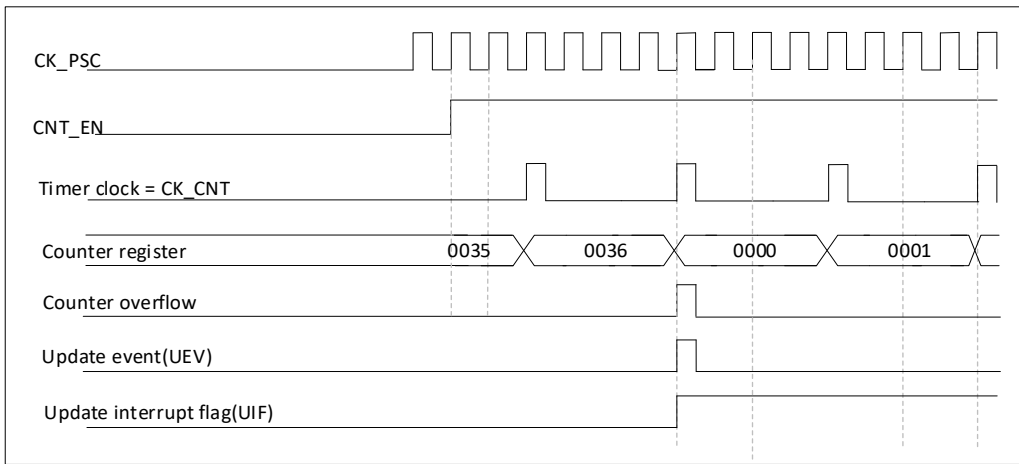 CK_PSC
CNT_EN
Timer clock = CK_CNT
Counter register 0035 0036 0000 0001
Counter overflow
Update event(UEV)
Update interrupt flag(UIF)